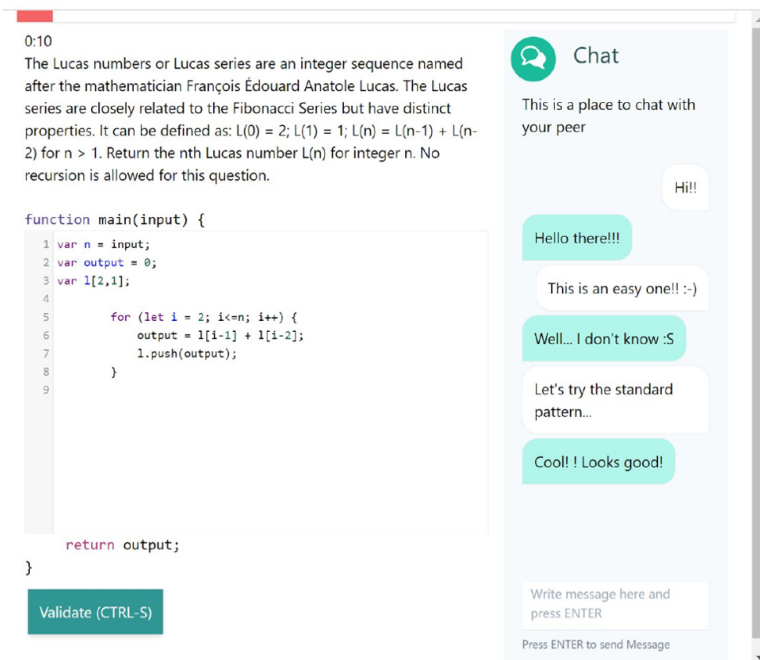 0:10
The Lucas numbers or Lucas series are an integer sequence named
after the mathematician François Édouard Anatole Lucas. The Lucas
series are closely related to the Fibonacci Series but have distinct
properties. It can be defined as: L(0) = 2; L(1) = 1; L(n) = L(n-1) + L(n-
2) for n > 1. Return the nth Lucas number L(n) for integer n. No
recursion is allowed for this question.
function main(input) {
1 var n = input;
2 var output = 0;
3 var l[2,1];
4
5 for (let i = 2; i<=n; i++) {
6 output = l[i-1] + l[i-2];
7 l.push(output);
8 }
9
return output;
}
Validate (CTRL-S)
Chat
This is a place to chat with
your peer
Hi!!
Hello there!!!
This is an easy one!! :-)
Well... I don't know :S
Let's try the standard
pattern...
Cool! ! Looks good!
Write message here and
press ENTER
Press ENTER to send Message